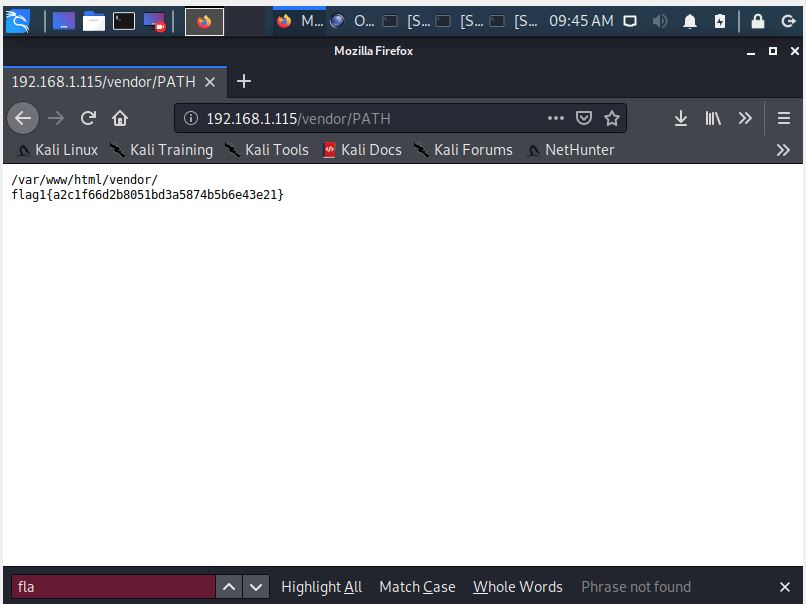 M... O... [S... [S... [S... 09:45 AM
Mozilla Firefox
192.168.1.115/vendor/PATH
192.168.1.115/vendor/PATH
Kali Linux Kali Training Kali Tools Kali Docs Kali Forums NetHunter
/var/www/html/vendor/
flag1{a2c1f66d2b8051bd3a5874b5b6e43e21}
fla Highlight All Match Case Whole Words Phrase not found